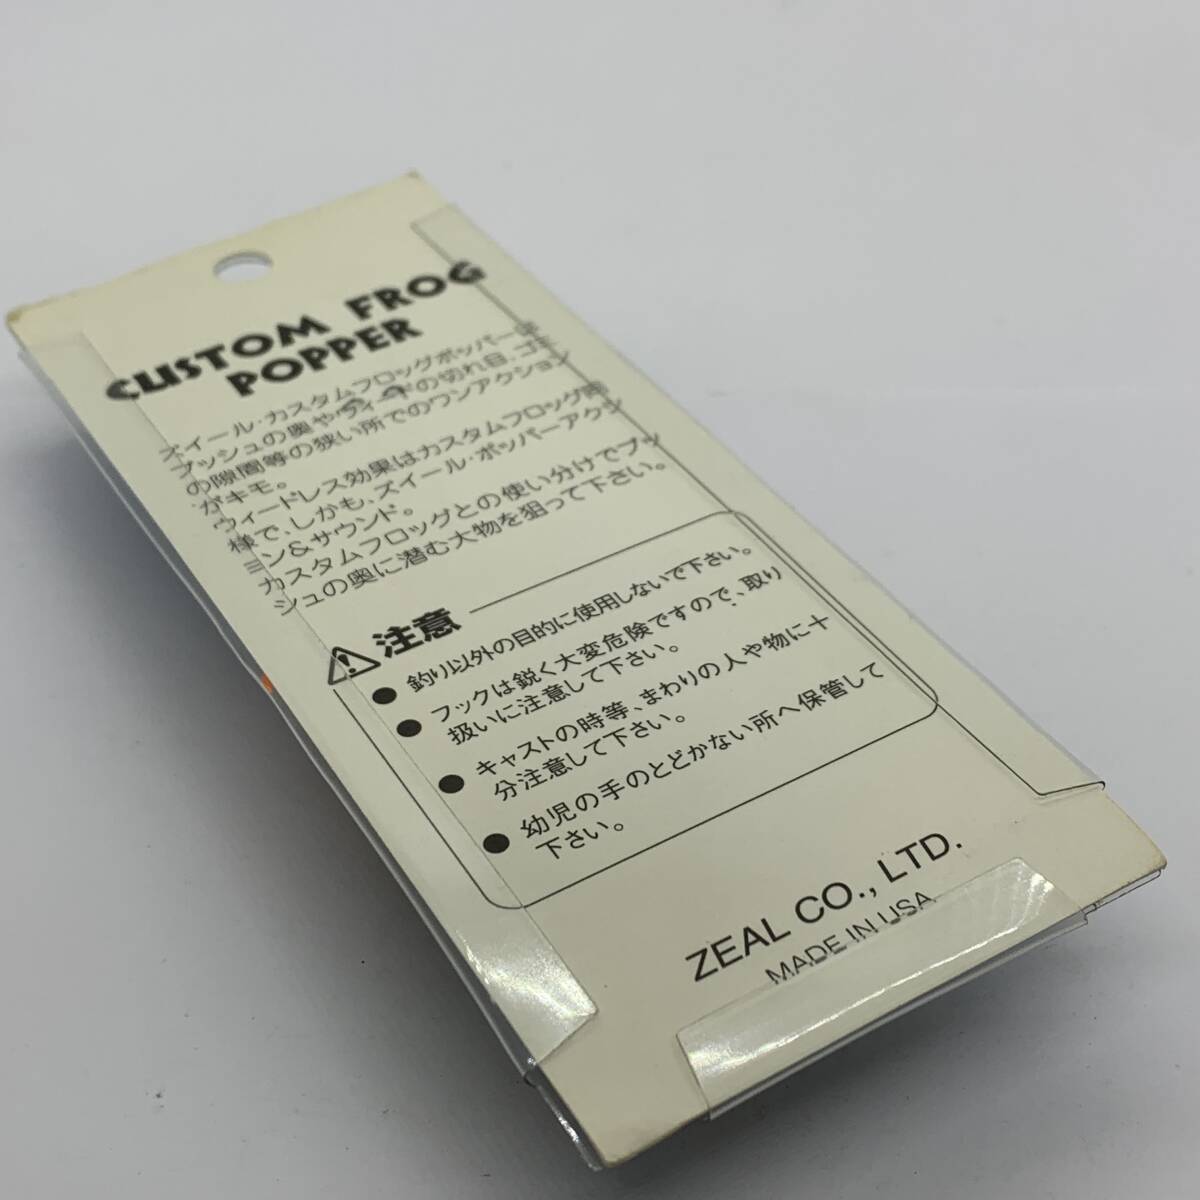 CUSTOM FROG
POPPER
ズイール・カスタムフロッグポッパーは
ブッシュの奥やウィードの切れ目、ゴミ
の隙間等の狭い所でのワンアクション
がキモ。
ウィードレス効果はカスタムフロッグ同
様で、しかも、ズイール・ポッパーアクシ
ョン&サウンド。
カスタムフロッグとの使い分けでブッ
シュの奥に潜む大物を狙って下さい。
注意
● 釣り以外の目的に使用しないで下さい。
● フックは鋭く大変危険ですので、取り
扱いに注意して下さい。
● キャストの時等、まわりの人や物に十
分注意して下さい。
● 幼児の手のとどかない所へ保管して
下さい。
ZEAL CO., LTD.
MADE IN USA